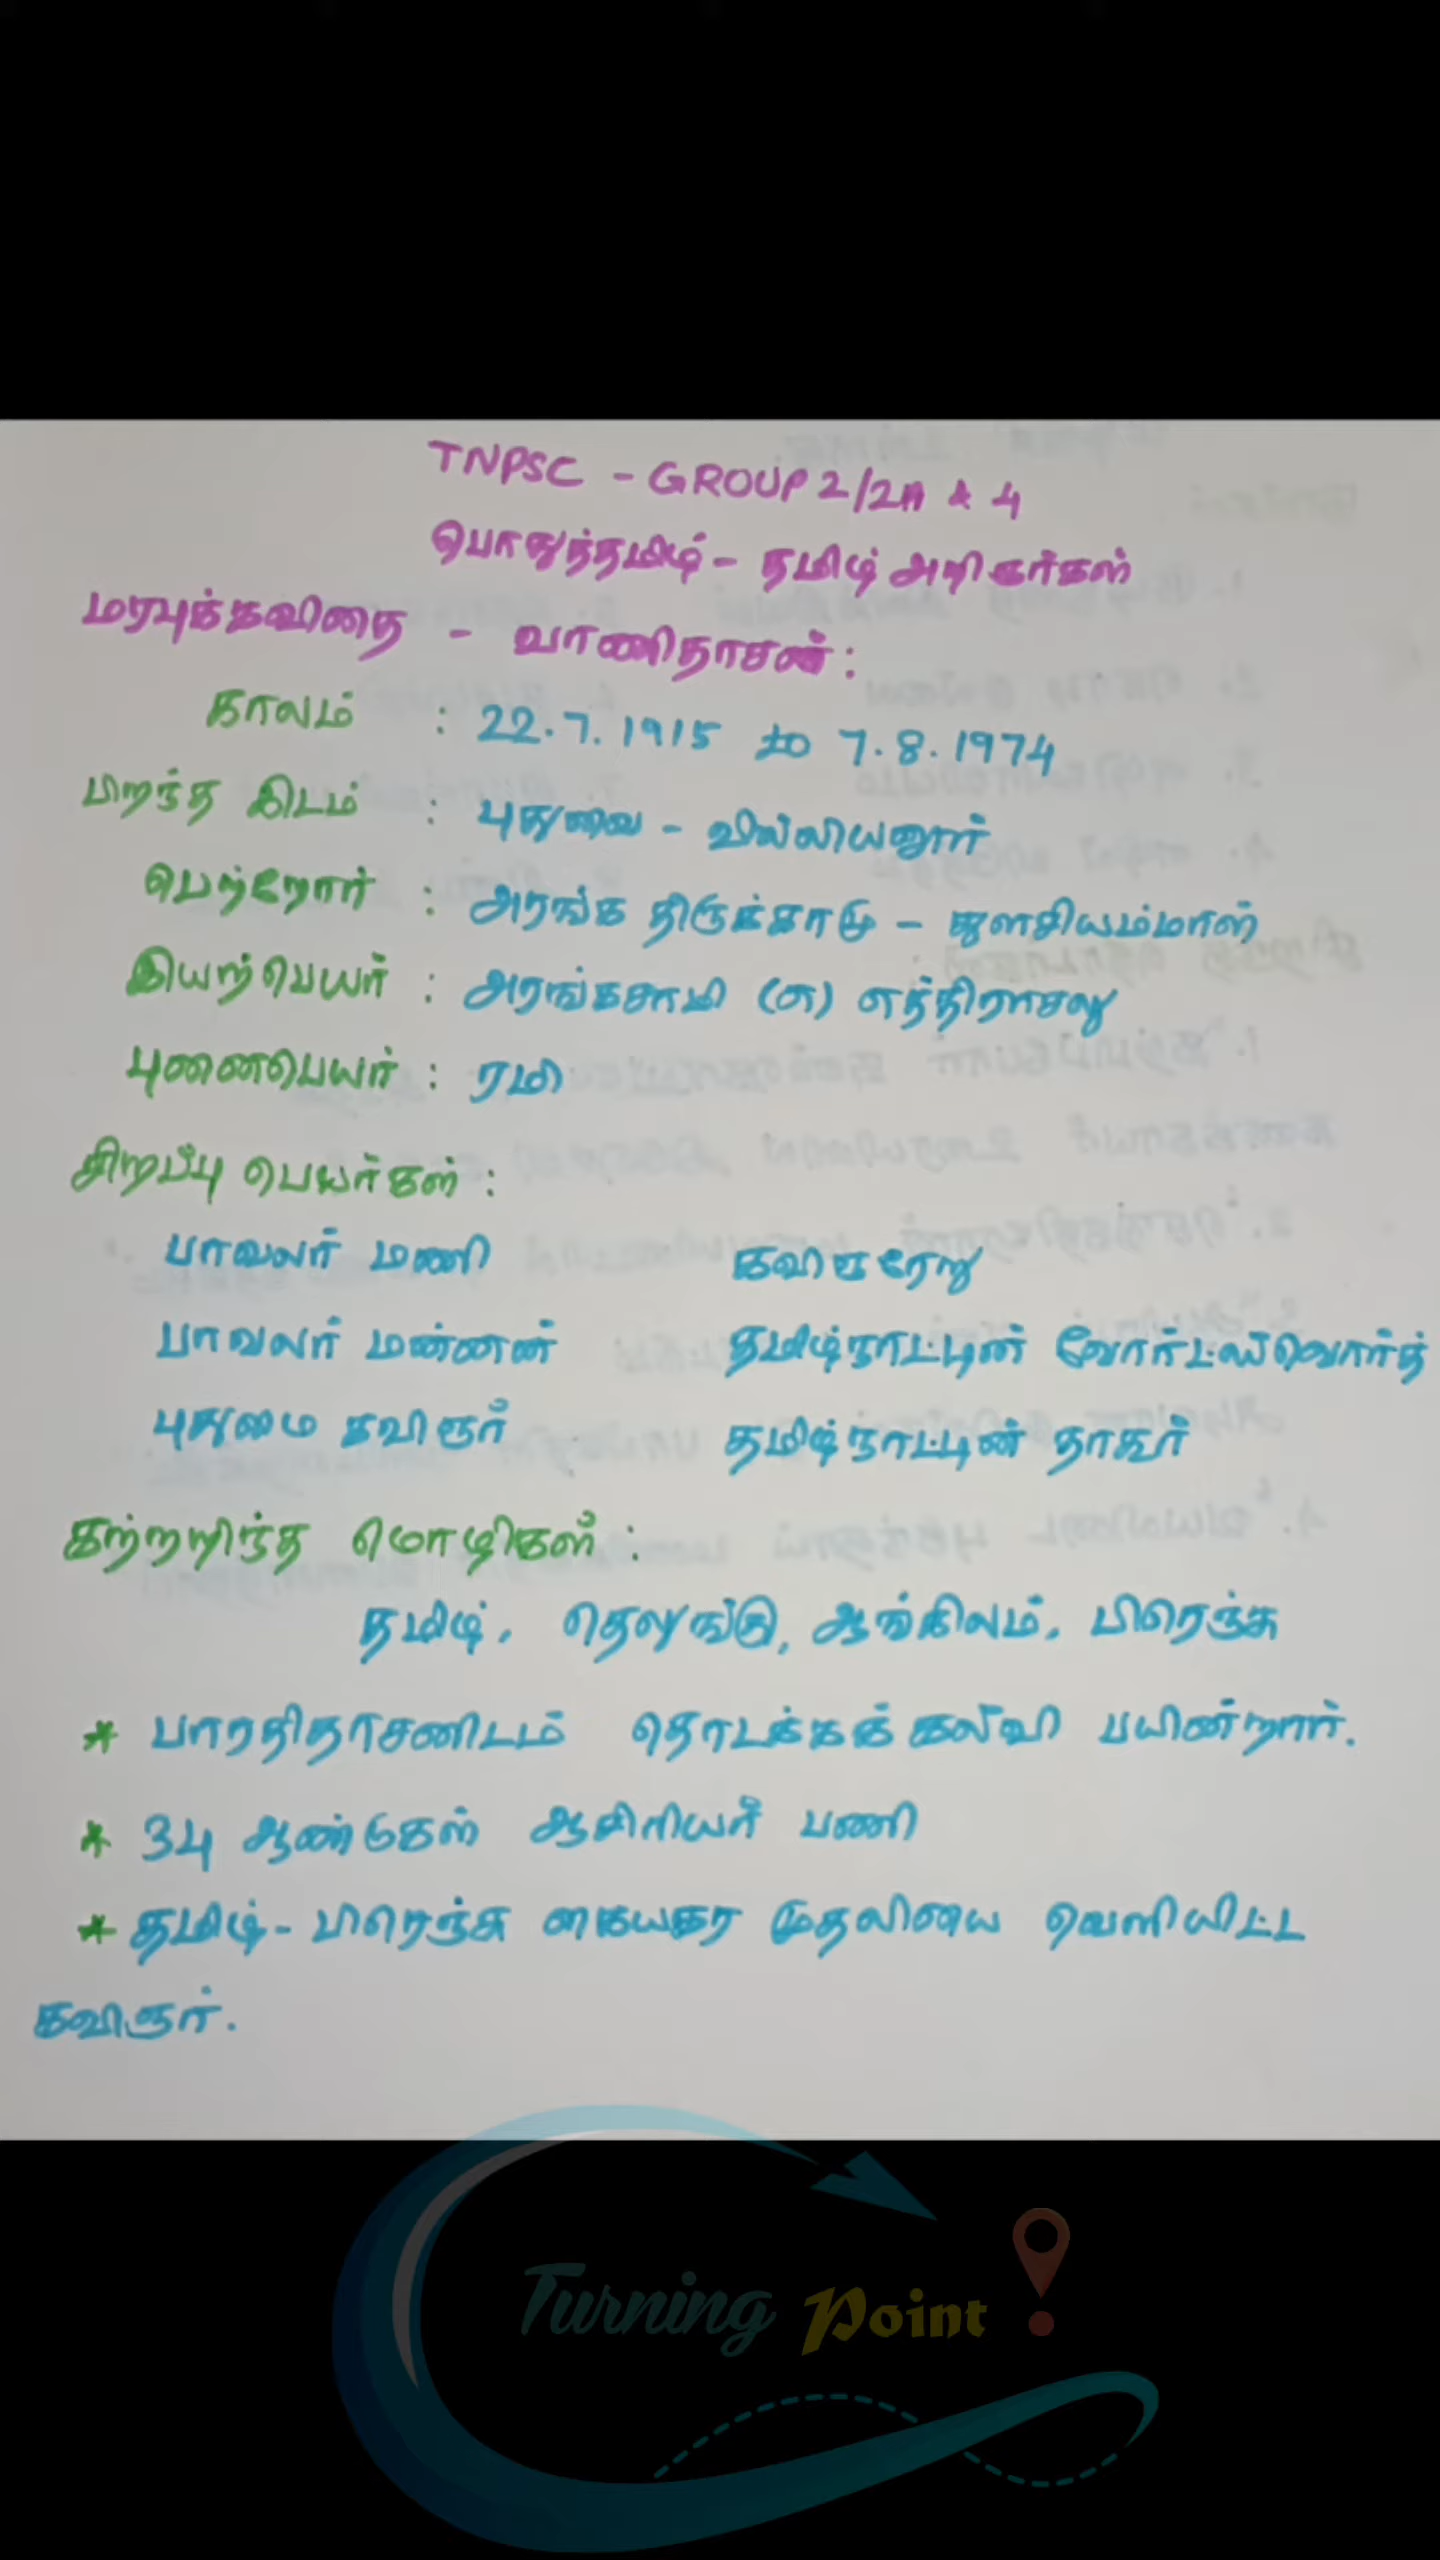 TNPSC - GROUP 2/2A & 4
பொதுத்தமிழ் - தமிழ் அறிஞர்கள்
மரபுக்கவிதை - வாணிதாசன் :
காலம் : 22.7.1915 to 7.8.1974
பிறந்த இடம் : புதுவை - வில்லியனூர்
பெற்றோர் : அரங்க திருக்காமு - துளசியம்மாள்
இயற்பெயர் : அரங்கசாமி (எ) எத்திராசலு
புனைபெயர் : ரமி
சிறப்பு பெயர்கள் :
பாவலர் மணி கவிஞரேறு
பாவலர் மன்னன் தமிழ்நாட்டின் வோர்ட்ஸ்வொர்த்
புதுமை கவிஞர் தமிழ்நாட்டின் தாகூர்
கற்றறிந்த மொழிகள் :
தமிழ், தெலுங்கு, ஆங்கிலம், பிரெஞ்சு
* பாரதிதாசனிடம் தொடக்கக் கல்வி பயின்றார்.
* 34 ஆண்டுகள் ஆசிரியர் பணி
* தமிழ் - பிரெஞ்சு கையகர முதலியை வெளியிட்ட
கவிஞர்.
Turning Point